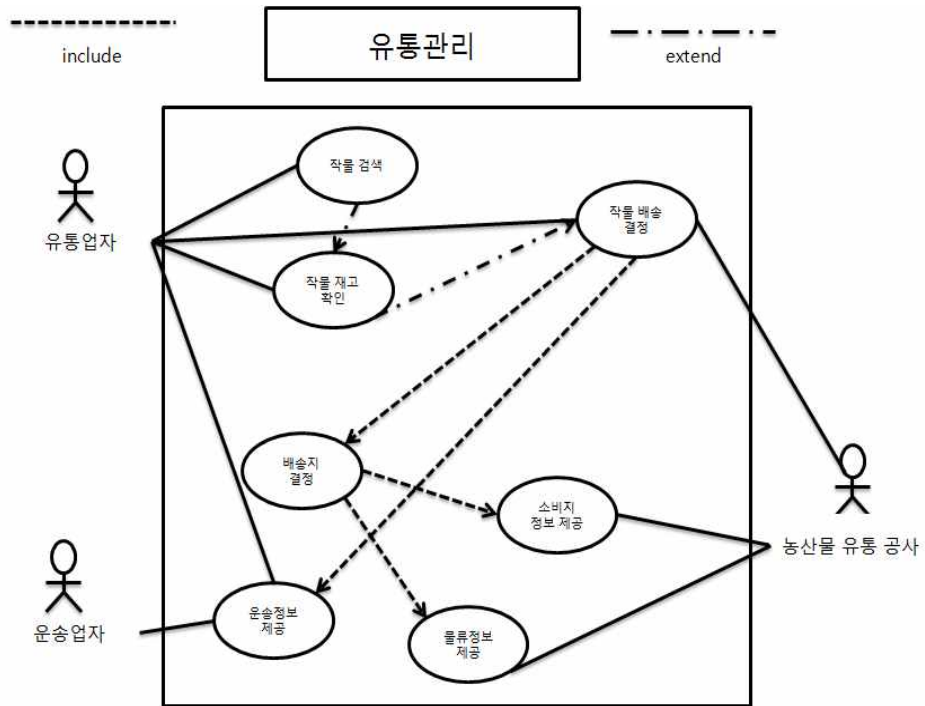 include
유통관리
extend
작물 검색
유통업자
작물 배송
결정
작물 재고
확인
배송지
결정
소비지
정보 제공
농산물 유통 공사
운송업자
운송정보
제공
물류정보
제공